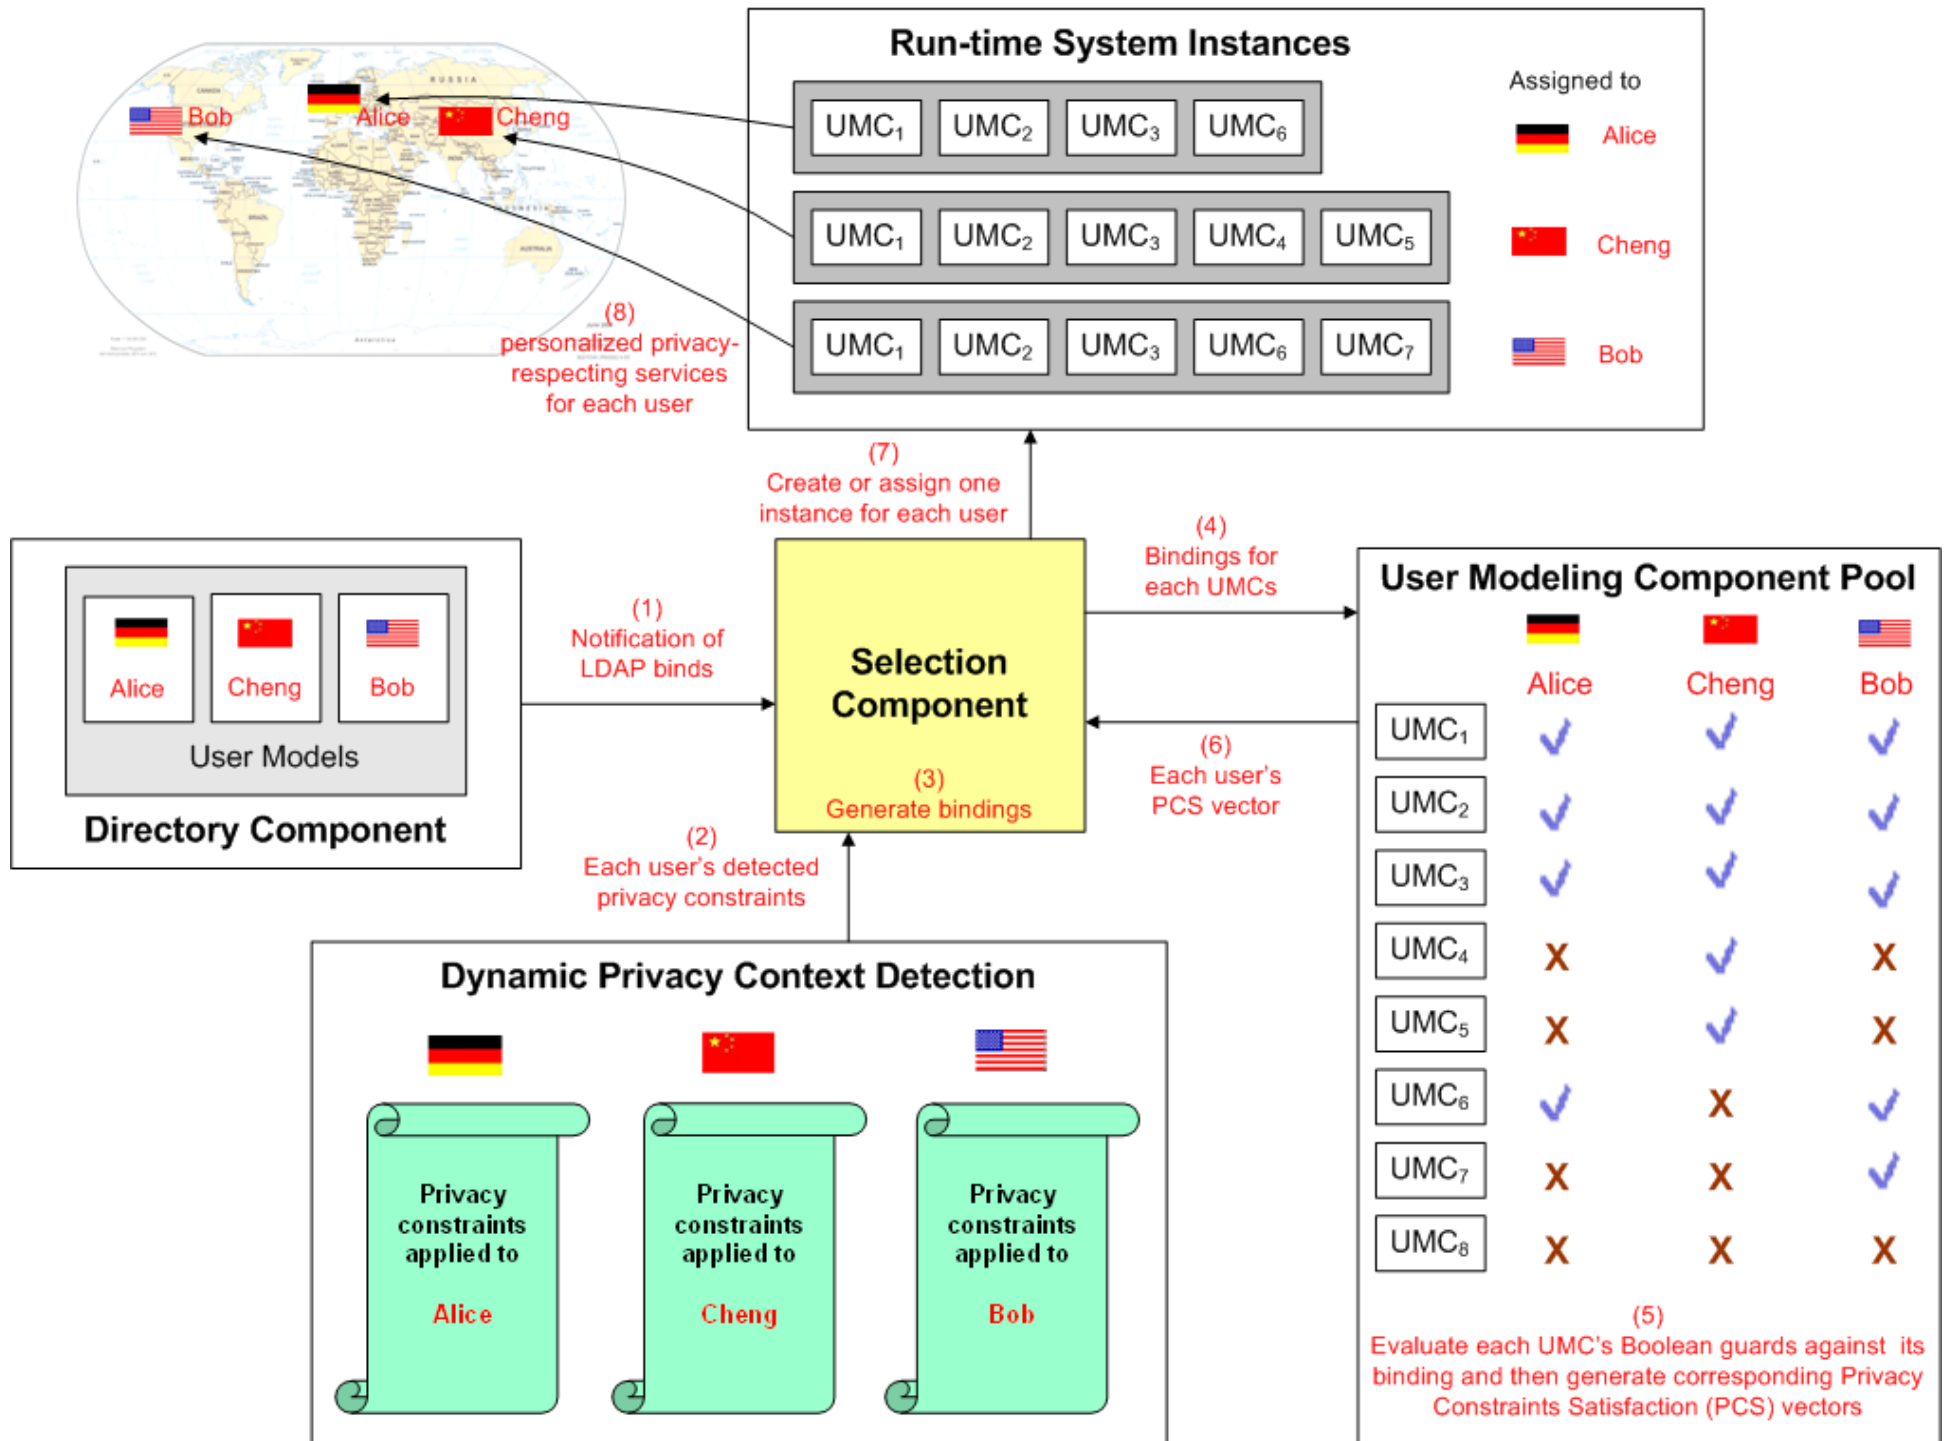 Run-time System Instances
Assigned to
UMC₁ UMC₂ UMC₃ UMC₆
Alice
UMC₁ UMC₂ UMC₃ UMC₄ UMC₅
Cheng
UMC₁ UMC₂ UMC₃ UMC₆ UMC₇
Bob
Bob
Alice
Cheng
RUSSIA
CANADA
BRAZIL
INDIA
AUSTRALIA
Antarctica
(8)
personalized privacy-
respecting services
for each user
(7)
Create or assign one
instance for each user
(4)
Bindings for
each UMCs
Alice Cheng Bob
User Models
Directory Component
(1)
Notification of
LDAP binds
Selection
Component
(3)
Generate bindings
(6)
Each user's
PCS vector
(2)
Each user's detected
privacy constraints
User Modeling Component Pool
Alice Cheng Bob
UMC₁
UMC₂
UMC₃
UMC₄ X X
UMC₅ X X
UMC₆ X
UMC₇ X X
UMC₈ X X X
(5)
Evaluate each UMC's Boolean guards against its
binding and then generate corresponding Privacy
Constraints Satisfaction (PCS) vectors
Dynamic Privacy Context Detection
Privacy
constraints
applied to
Alice
Privacy
constraints
applied to
Cheng
Privacy
constraints
applied to
Bob